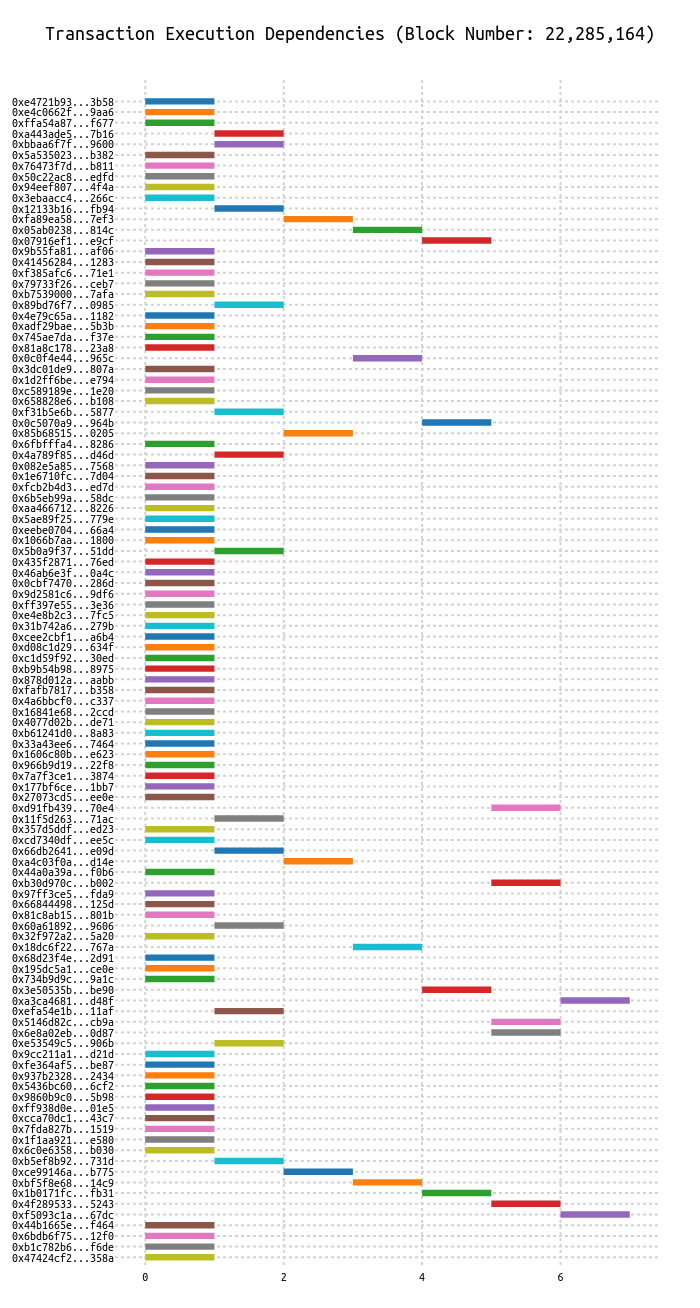 Transaction Execution Dependencies (Block Number: 22,285,164)
0xe4721b93...3b58
0xe4c0662f...9aa6
0xffa54a87...f677
0xa443ade5...7b16
0xbbaa6f7f...9600
0x5a535023...b382
0x76473f7d...b811
0x50c22ac8...edfd
0x94eef807...4f4a
0x3ebaacc4...266c
0x12133b16...fb94
0xfa89ea58...7ef3
0x05ab0238...814c
0x07916ef1...e9cf
0x9b55fa81...af06
0x41456284...1283
0xf385afc6...71e1
0x79733f26...ceb7
0xb7539000...7afa
0x89bd76f7...0985
0x4e79c65a...1182
0xadf29bae...5b3b
0x745ae7da...f37e
0x81a8c178...23a8
0x0c0f4e44...965c
0x3dc01de9...807a
0x1d2ff6be...e794
0xc589189e...1e20
0x658828e6...b108
0xf31b5e6b...5877
0x0c5070a9...964b
0x85b68515...0205
0x6fbfffa4...8286
0x4a789f85...d46d
0x082e5a85...7568
0x1e6710fc...7d04
0xfcb2b4d3...ed7d
0x6b5eb99a...58dc
0xaa466712...8226
0x5ae89f25...779e
0xeebe0704...66a4
0x1066b7aa...1800
0x5b0a9f37...51dd
0x435f2871...76ed
0x46ab6e3f...0a4c
0x0cbf7470...286d
0x9d2581c6...9df6
0xff397e55...3e36
0xe4e8b2c3...7fc5
0x31b742a6...279b
0xcee2cbf1...a6b4
0xd08c1d29...634f
0xc1d59f92...30ed
0xb9b54b98...8975
0x878d012a...aabb
0xfafb7817...b358
0x4a6bbcf0...c337
0x16841e68...2ccd
0x4077d02b...de71
0xb61241d0...8a83
0x33a43ee6...7464
0x1606c80b...e623
0x966b9d19...22f8
0x7a7f3ce1...3874
0x177bf6ce...1bb7
0x27073cd5...ee0e
0xd91fb439...70e4
0x11f5d263...71ac
0x357d5ddf...ed23
0xcd7340df...ee5c
0x66db2641...e09d
0xa4c03f0a...d14e
0x44a0a39a...f0b6
0xb30d970c...b002
0x97ff3ce5...fda9
0x66844498...125d
0x81c8ab15...801b
0x60a61892...9606
0x32f972a2...5a20
0x18dc6f22...767a
0x68d23f4e...2d91
0x195dc5a1...ce0e
0x734b9d9c...9a1c
0x3e50535b...be90
0xa3ca4681...d48f
0xefa54e1b...11af
0x5146d82c...cb9a
0x6e8a02eb...0d87
0xe53549c5...906b
0x9cc211a1...d21d
0xfe364af5...be87
0x937b2328...2434
0x5436bc60...6cf2
0x9860b9c0...5b98
0xff938d0e...01e5
0xcca70dc1...43c7
0x7fda827b...1519
0x1f1aa921...e580
0x6c0e6358...b030
0xb5ef8b92...731d
0xce99146a...b775
0xbf5f8e68...14c9
0x1b0171fc...fb31
0x4f289533...5243
0xf5093c1a...67dc
0x44b1665e...f464
0x6bdb6f75...12f0
0xb1c782b6...f6de
0x47424cf2...358a
0 2 4 6